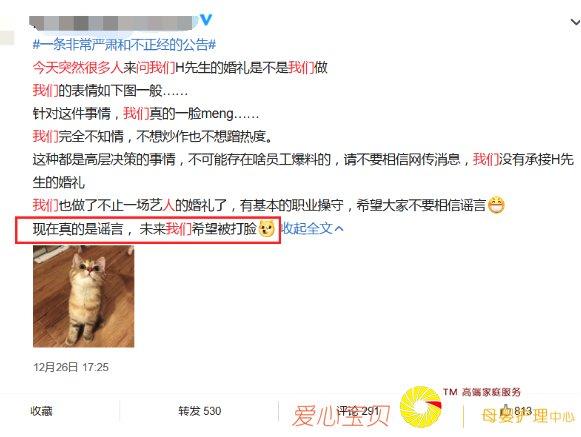 #一条非常严肃和不正经的公告#
今天突然很多人来问我们H先生的婚礼是不是我们做
我们的表情如下图一般……
针对这件事情，我们真的一脸meng……
我们完全不知情，不想炒作也不想蹭热度。
这种都是高层决策的事情，不可能存在啥员工爆料的，请不要相信网传消息，我们没有承接H先
生的婚礼
我们也做了不止一场艺人的婚礼了，有基本的职业操守，希望大家不要相信谣言
现在真的是谣言，未来我们希望被打脸 收起全文
12月26日 17:25
TM 高端家庭服务
收藏 转发 530 评论 291 813
爱心宝贝 母婴护理中心